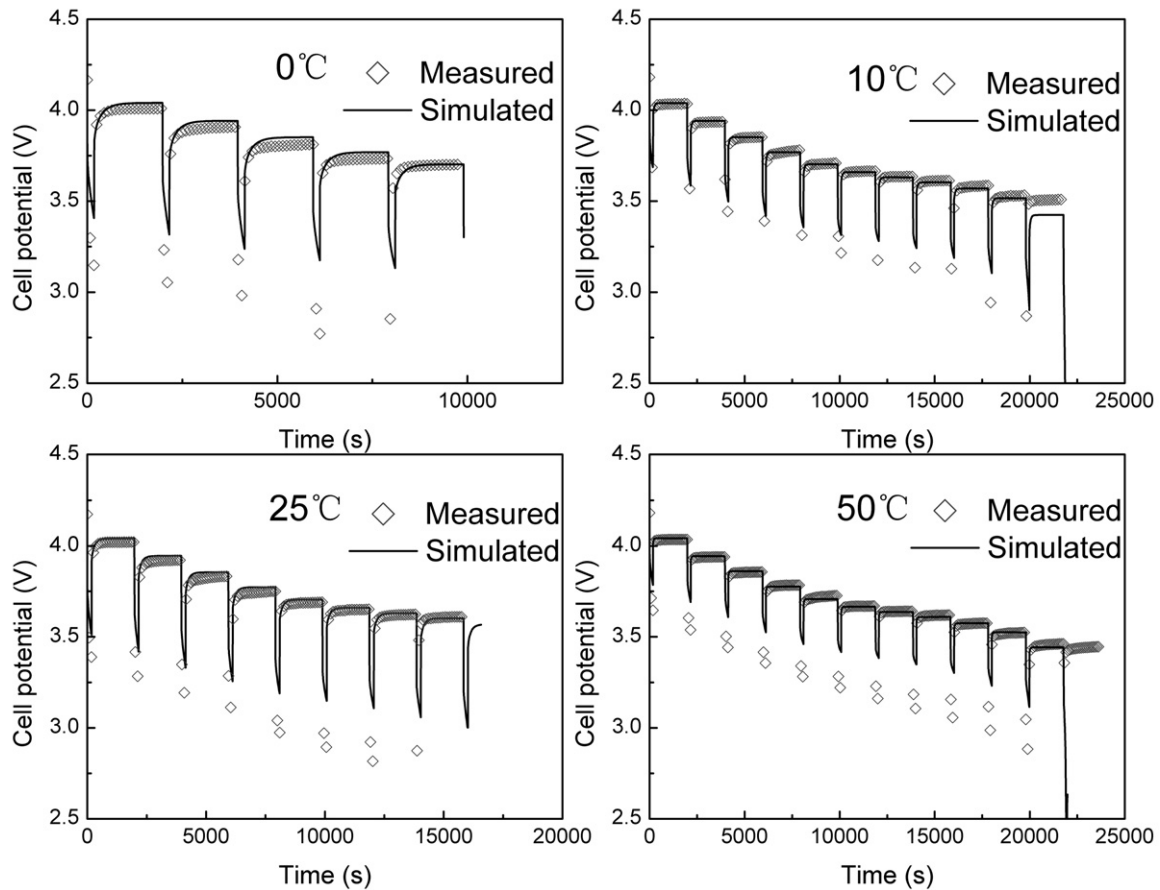 4.5
0℃ Measured
Simulated
4.0
3.5
3.0
2.5
Cell potential (V)
0 5000 10000
Time (s)
4.5
10℃ Measured
Simulated
4.0
3.5
3.0
2.5
Cell potential (V)
0 5000 10000 15000 20000 25000
Time (s)
4.5
25℃ Measured
Simulated
4.0
3.5
3.0
2.5
Cell potential (V)
0 5000 10000 15000 20000
Time (s)
4.5
50℃ Measured
Simulated
4.0
3.5
3.0
2.5
Cell potential (V)
0 5000 10000 15000 20000 25000
Time (s)